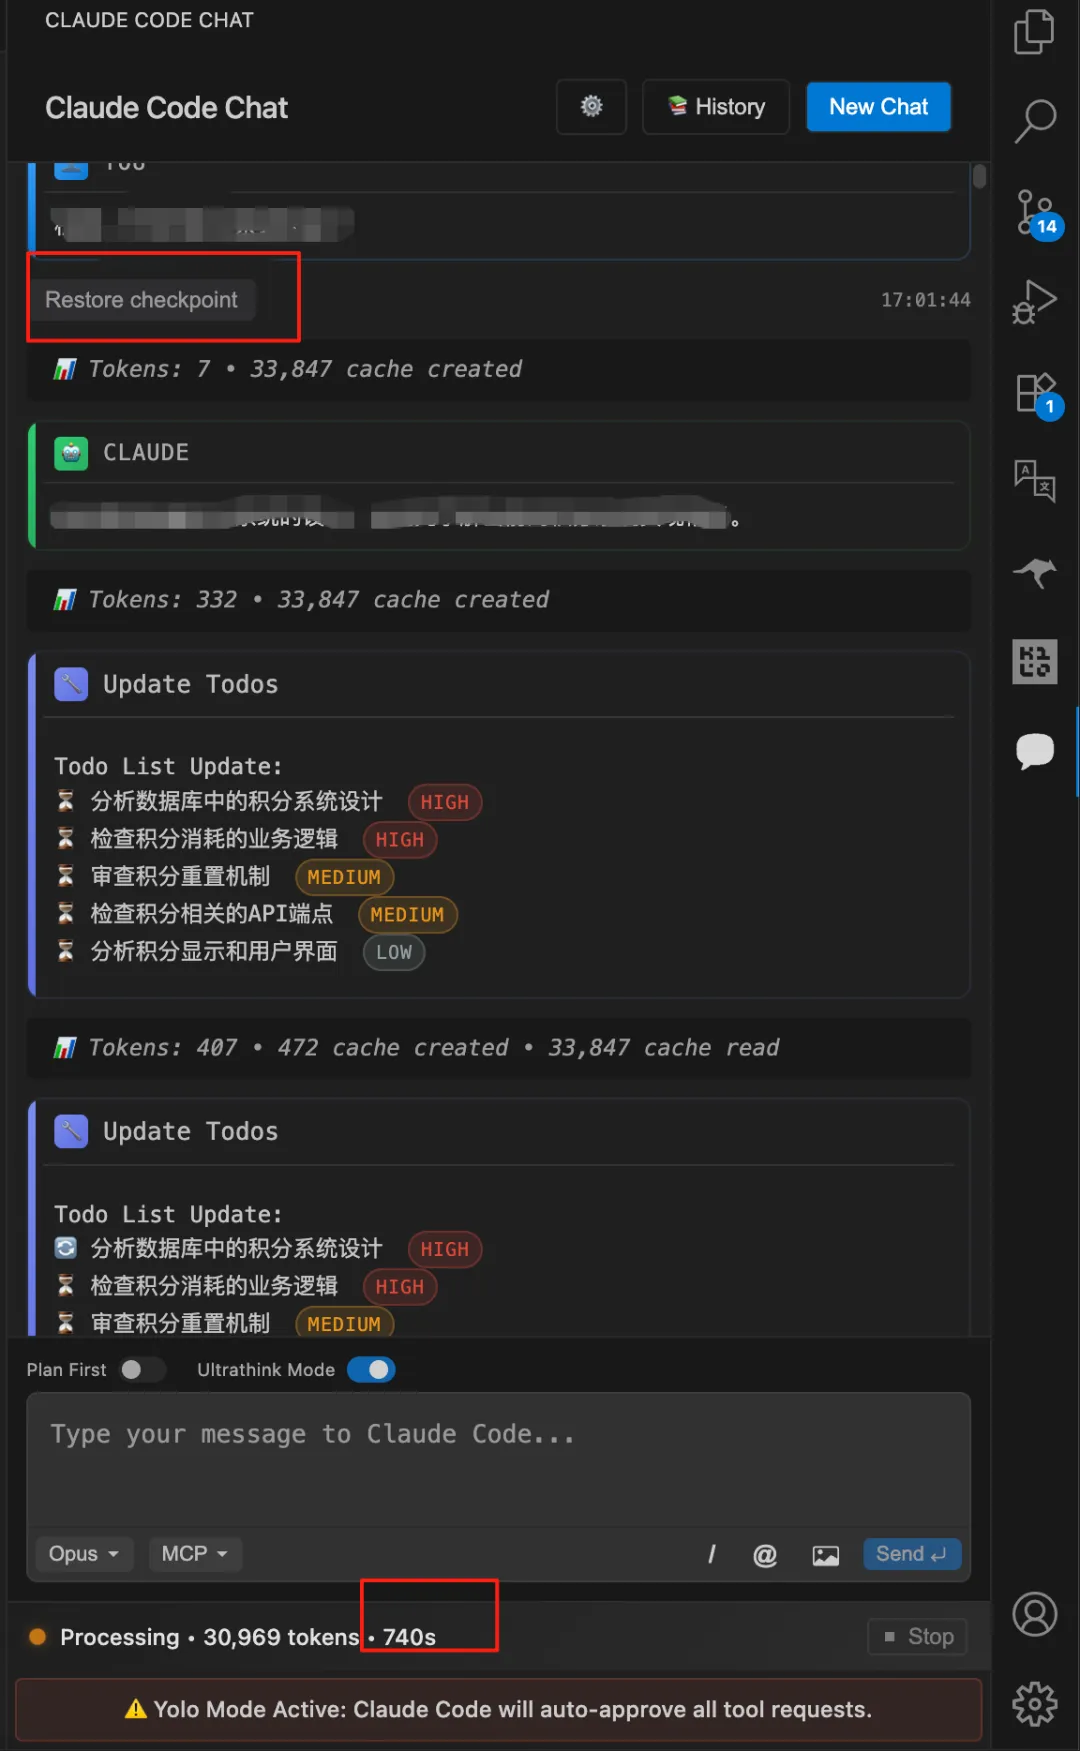 CLAUDE CODE CHAT
Claude Code Chat
History
New Chat
YOU
14
Restore checkpoint
17:01:44
Tokens: 7 • 33,847 cache created
1
CLAUDE
Tokens: 332 • 33,847 cache created
Update Todos
Todo List Update:
分析数据库中的积分系统设计 HIGH
检查积分消耗的业务逻辑 HIGH
审查积分重置机制 MEDIUM
检查积分相关的API端点 MEDIUM
分析积分显示和用户界面 LOW
Tokens: 407 • 472 cache created • 33,847 cache read
Update Todos
Todo List Update:
分析数据库中的积分系统设计 HIGH
检查积分消耗的业务逻辑 HIGH
审查积分重置机制 MEDIUM
Plan First Ultrathink Mode
Type your message to Claude Code...
Opus MCP / @ Send ↵
Processing • 30,969 tokens • 740s Stop
Yolo Mode Active: Claude Code will auto-approve all tool requests.